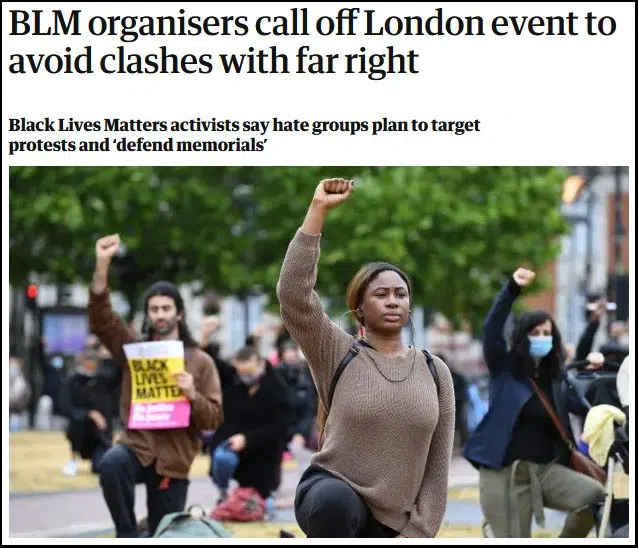 BLM organisers call off London event to
avoid clashes with far right
Black Lives Matters activists say hate groups plan to target
protests and ‘defend memorials’
BLACK
LIVES
MATTER